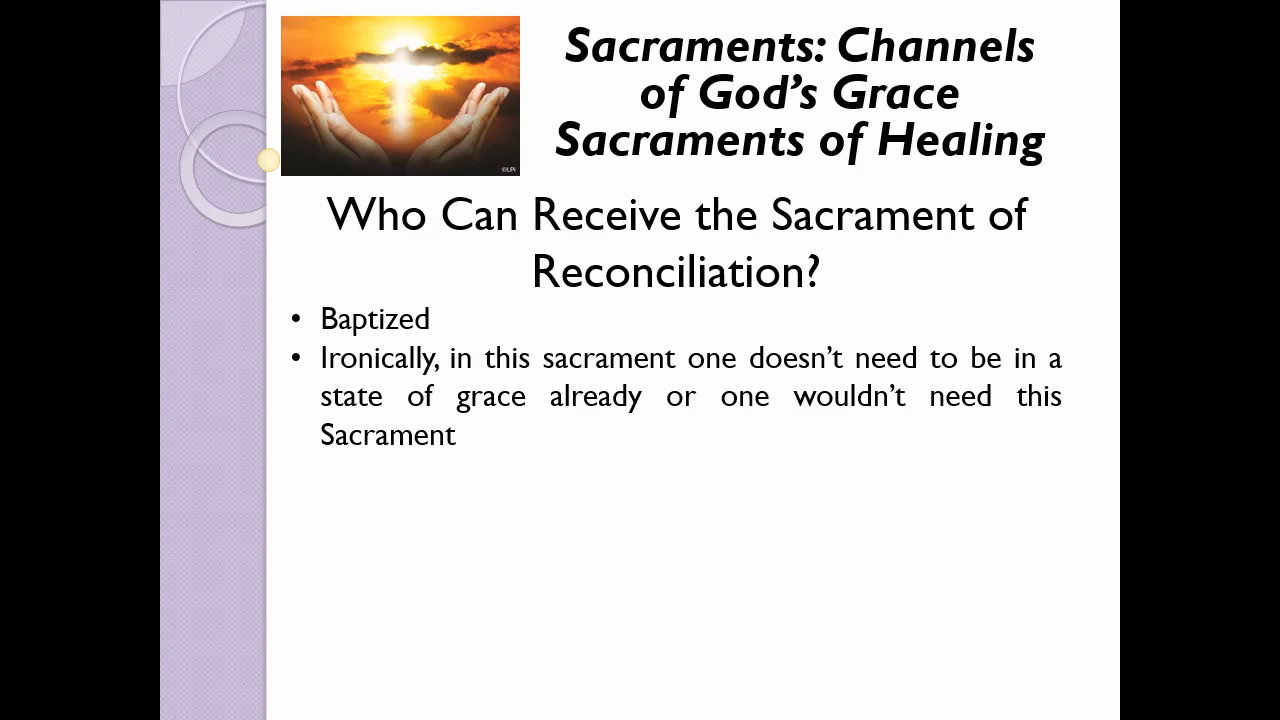 Sacraments: Channels
of God’s Grace
Sacraments of Healing
©LPi
Who Can Receive the Sacrament of
Reconciliation?
• Baptized
• Ironically, in this sacrament one doesn’t need to be in a
state of grace already or one wouldn’t need this
Sacrament